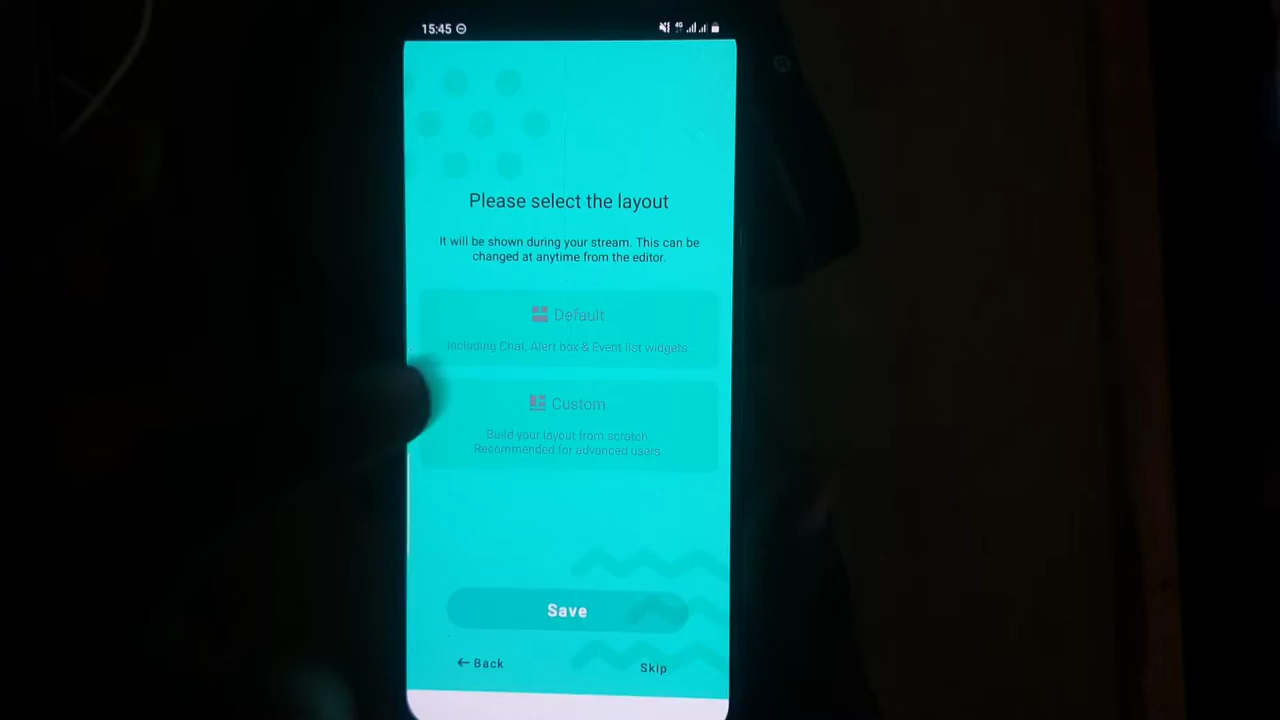 15:45
4G
Please select the layout
It will be shown during your stream. This can be
changed at anytime from the editor.
Default
Including Chat, Alert box & Event list widgets.
Custom
Build your layout from scratch.
Recommended for advanced users.
Save
← Back
Skip